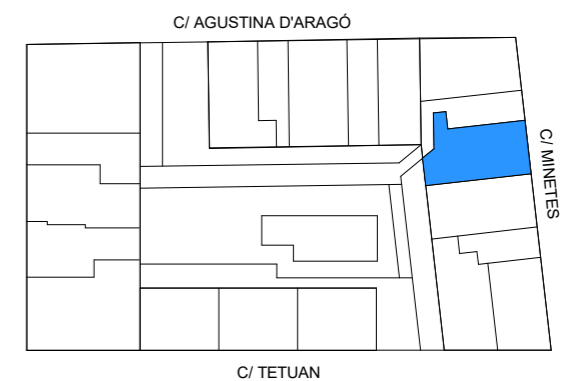 C/ AGUSTINA D'ARAGÓ
C/ MINETES
C/ TETUAN